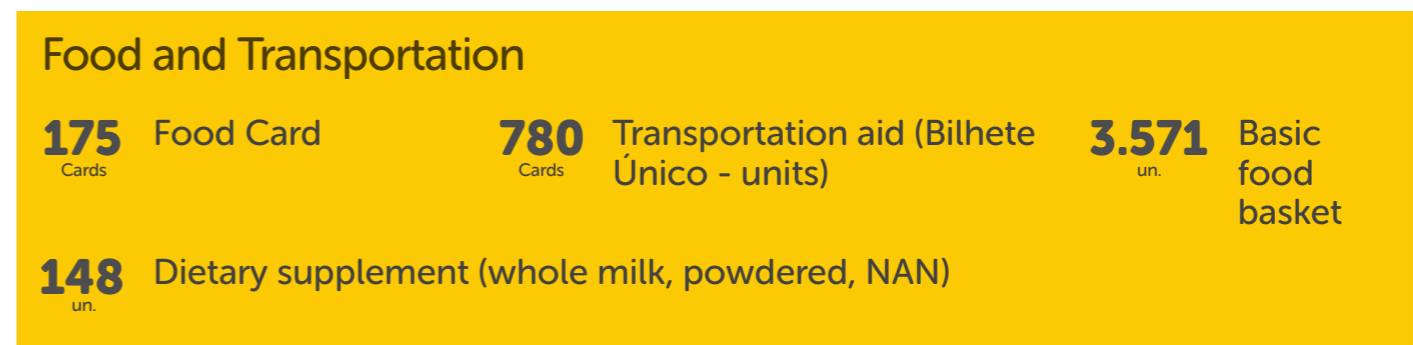 Food and Transportation
175 Cards Food Card
780 Cards Transportation aid (Bilhete
Único - units)
3.571 un. Basic
food
basket
148 un. Dietary supplement (whole milk, powdered, NAN)